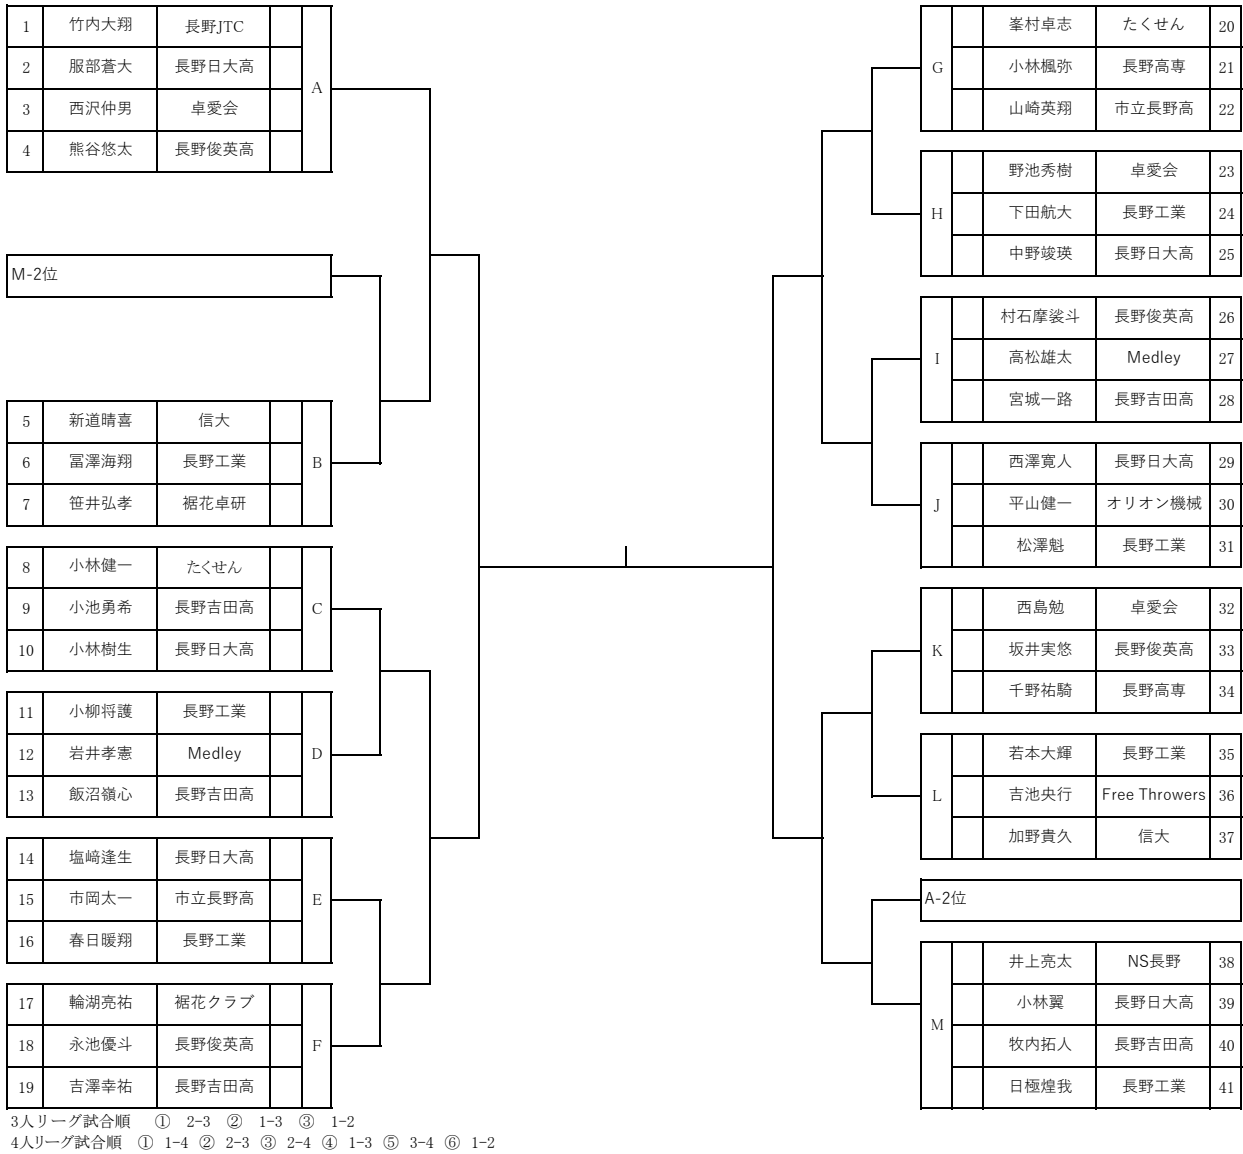 1 竹内大翔 長野JTC
2 服部蒼大 長野日大高
A
3 西沢仲男 卓愛会
4 熊谷悠太 長野俊英高
M-2位
5 新道晴喜 信大
6 冨澤海翔 長野工業 B
7 笹井弘孝 裾花卓研
8 小林健一 たくせん
9 小池勇希 長野吉田高 C
10 小林樹生 長野日大高
11 小柳将護 長野工業
12 岩井孝憲 Medley D
13 飯沼嶺心 長野吉田高
14 塩﨑逢生 長野日大高
15 市岡太一 市立長野高 E
16 春日暖翔 長野工業
17 輪湖亮祐 裾花クラブ
18 永池優斗 長野俊英高 F
19 吉澤幸祐 長野吉田高
峯村卓志 たくせん 20
G 小林楓弥 長野高専 21
山崎英翔 市立長野高 22
野池秀樹 卓愛会 23
H 下田航大 長野工業 24
中野竣瑛 長野日大高 25
村石摩裟斗 長野俊英高 26
I 高松雄太 Medley 27
宮城一路 長野吉田高 28
西澤寛人 長野日大高 29
J 平山健一 オリオン機械 30
松澤魁 長野工業 31
西島勉 卓愛会 32
K 坂井実悠 長野俊英高 33
千野祐騎 長野高専 34
若本大輝 長野工業 35
L 吉池央行 Free Throwers 36
加野貴久 信大 37
A-2位
井上亮太 NS長野 38
小林翼 長野日大高 39
M
牧内拓人 長野吉田高 40
日極煌我 長野工業 41
3人リーグ試合順 ① 2-3 ② 1-3 ③ 1-2
4人リーグ試合順 ① 1-4 ② 2-3 ③ 2-4 ④ 1-3 ⑤ 3-4 ⑥ 1-2